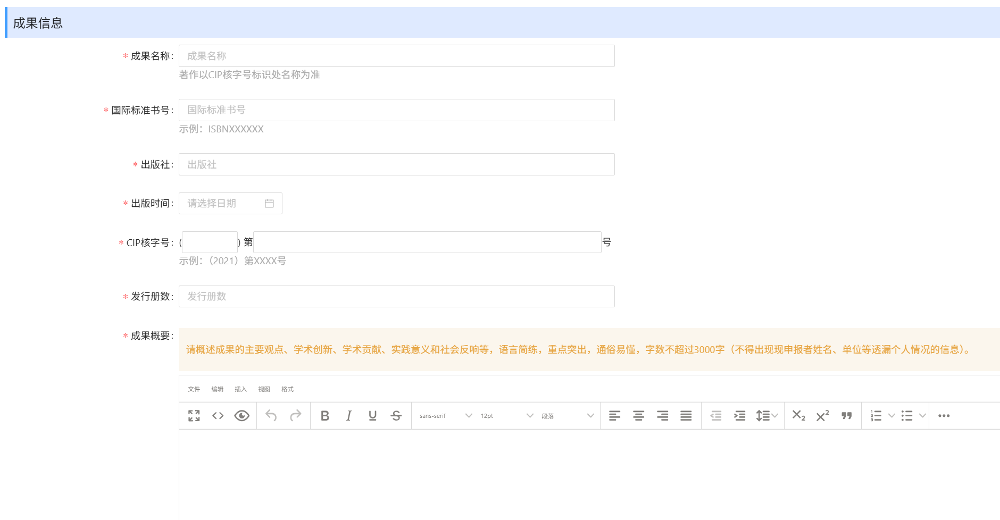 成果信息
* 成果名称: 成果名称
著作以CIP核字号标识处名称为准
* 国际标准书号: 国际标准书号
示例：ISBNXXXXXX
* 出版社: 出版社
* 出版时间: 请选择日期
* CIP核字号: ( ) 第 号
示例：（2021）第XXXX号
* 发行册数: 发行册数
* 成果概要: 请概述成果的主要观点、学术创新、学术贡献、实践意义和社会反响等，语言简练，重点突出，通俗易懂，字数不超过3000字（不得出现现申报者姓名、单位等透漏个人情况的信息）。
文件 编辑 插入 视图 格式
sans-serif 12pt 段落